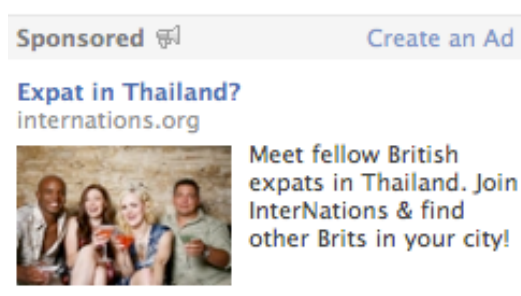 Sponsored
Create an Ad
Expat in Thailand?
internations.org
Meet fellow British
expats in Thailand. Join
InterNations & find
other Brits in your city!